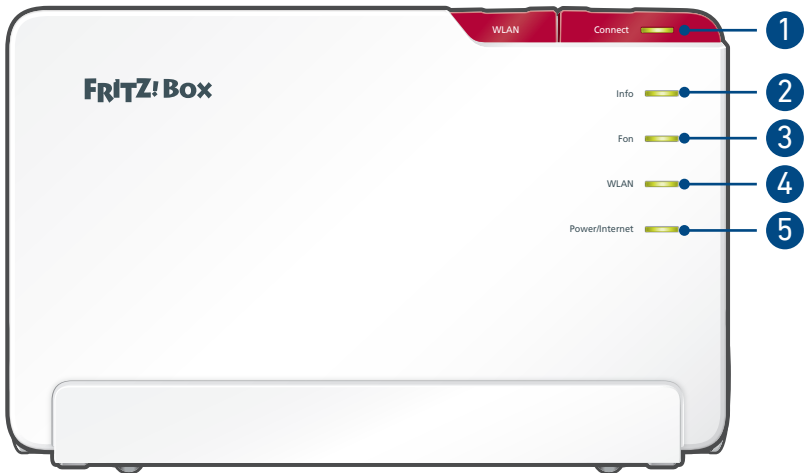 WLAN
Connect
1
FRITZ! Box
Info
2
Fon
3
WLAN
4
Power/Internet
5